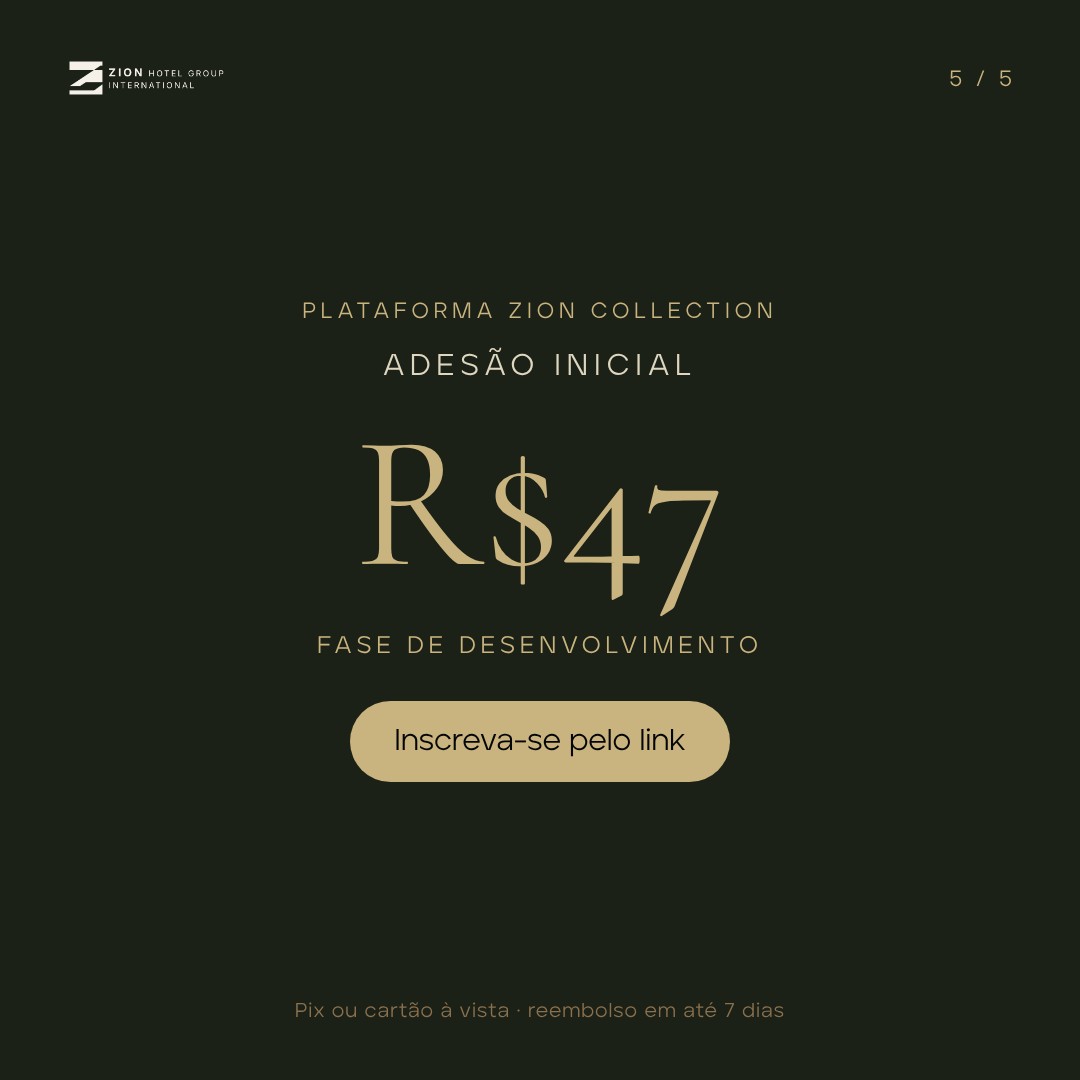 ZION HOTEL GROUP
INTERNATIONAL
5 / 5
PLATAFORMA ZION COLLECTION
ADESÃO INICIAL
R$47
FASE DE DESENVOLVIMENTO
Inscreva-se pelo link
Pix ou cartão à vista · reembolso em até 7 dias